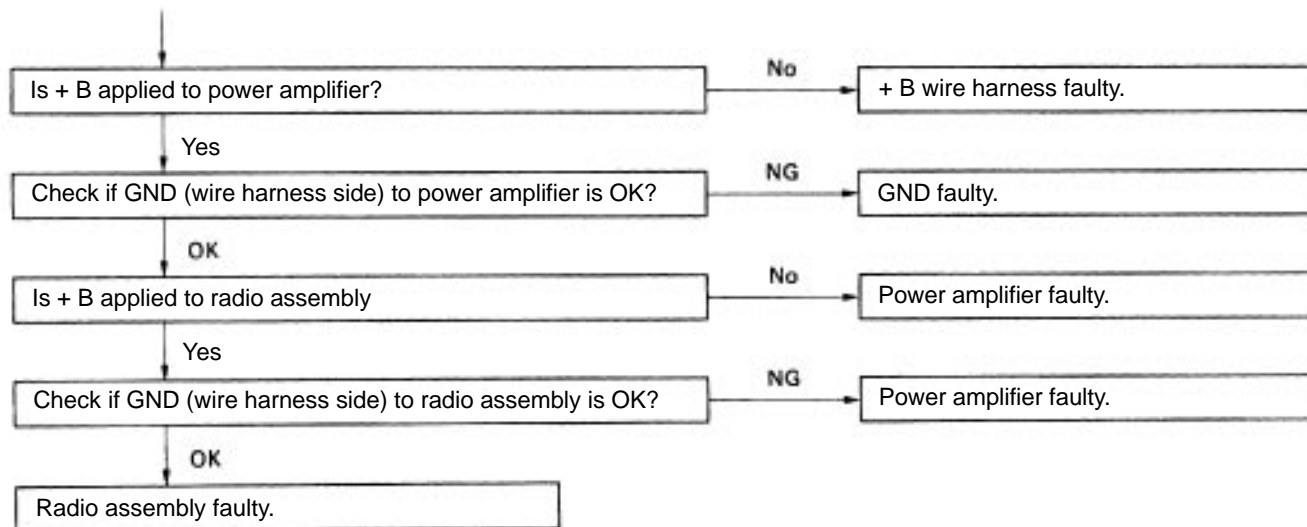 Is + B applied to power amplifier?
No
+ B wire harness faulty.
Yes
Check if GND (wire harness side) to power amplifier is OK?
NG
GND faulty.
OK
Is + B applied to radio assembly
No
Power amplifier faulty.
Yes
Check if GND (wire harness side) to radio assembly is OK?
NG
Power amplifier faulty.
OK
Radio assembly faulty.